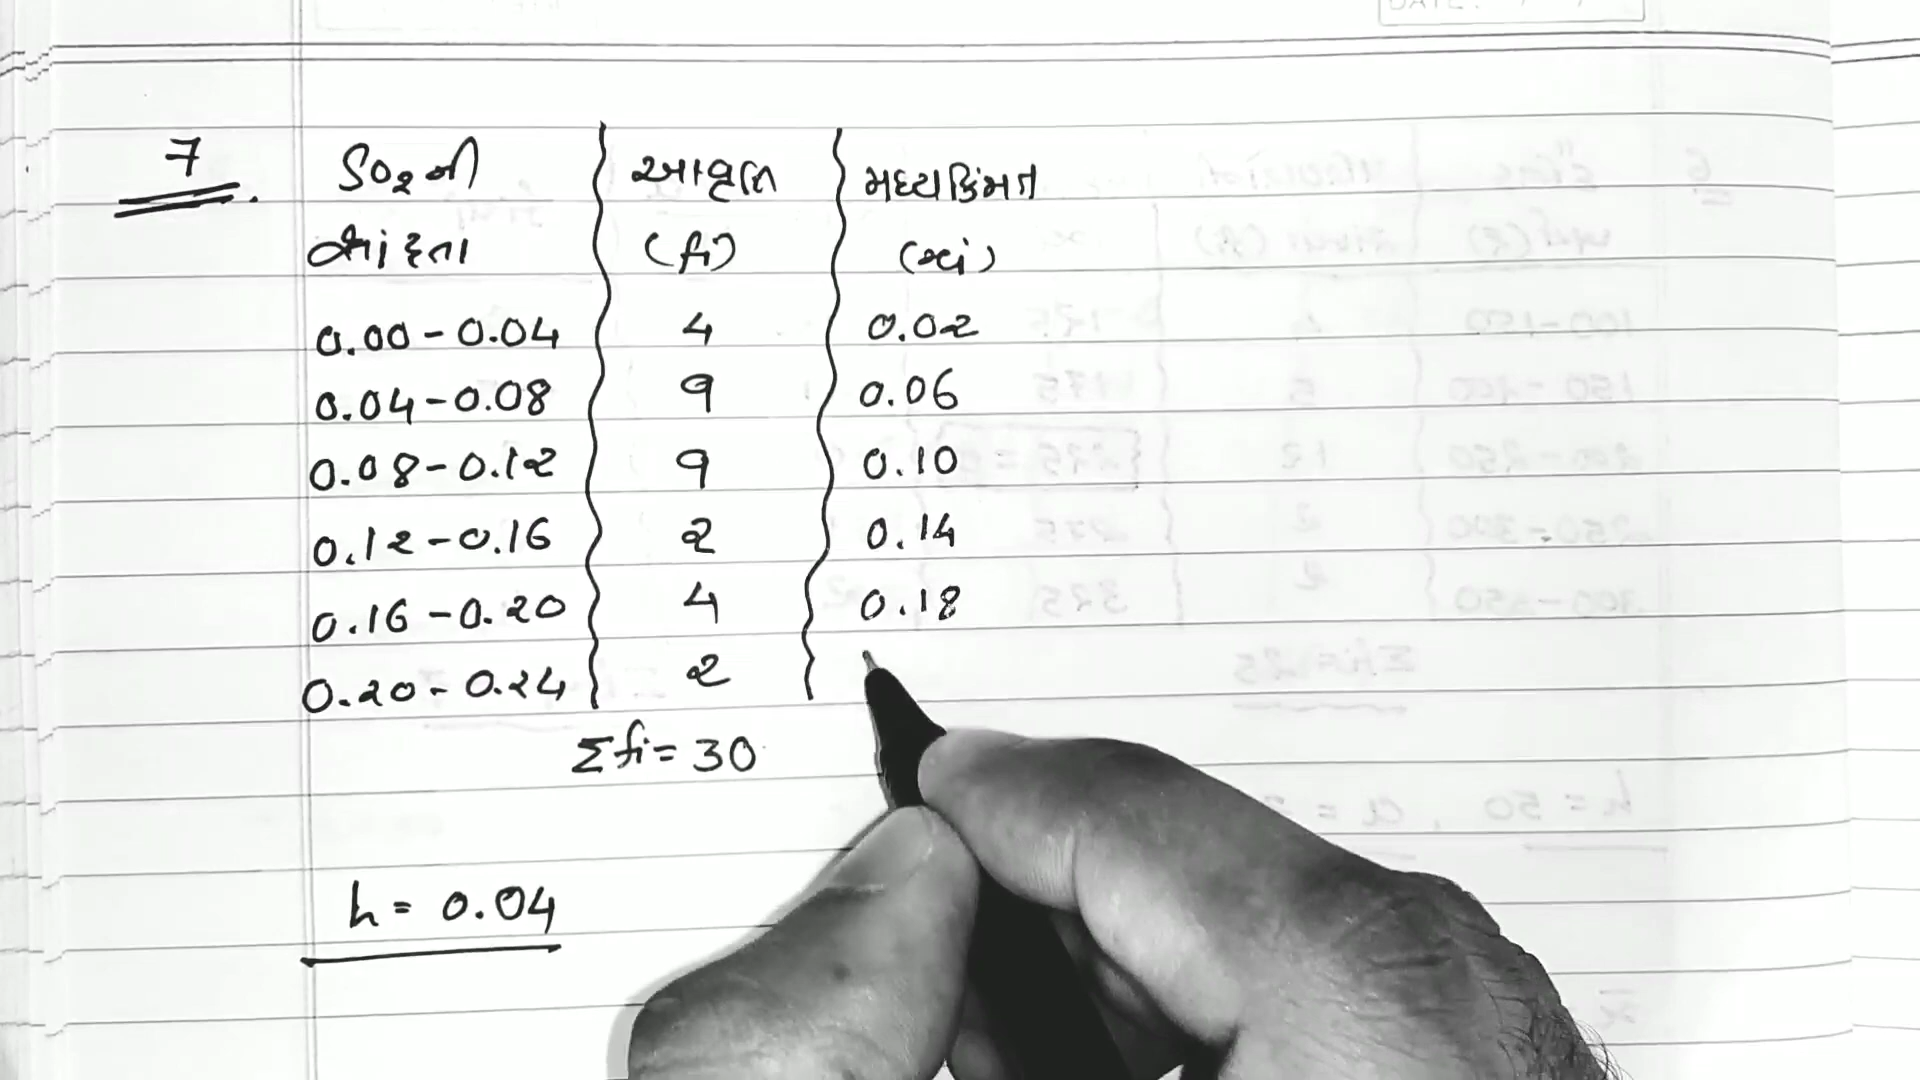 7. SO2ની આવૃત્તિ મધ્યકિંમત
સાંદ્રતા (fi) (xi)
0.00-0.04 4 0.02
0.04-0.08 9 0.06
0.08-0.12 9 0.10
0.12-0.16 2 0.14
0.16-0.20 4 0.18
0.20-0.24 2
Σfi = 30
h = 0.04